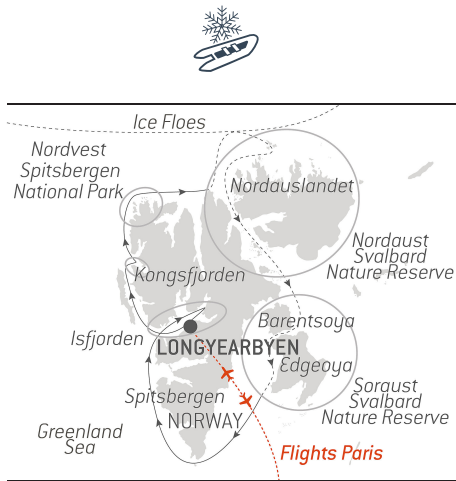 Ice Floes
Nordvest
Spitsbergen
National Park
Nordauslandet
Nordaust
Svalbard
Nature Reserve
Kongsfjorden
Isfjorden
LONGYEARBYEN
Barentsoya
Edgeoya
Spitsbergen
NORWAY
Soraust
Svalbard
Nature Reserve
Greenland
Sea
Flights Paris